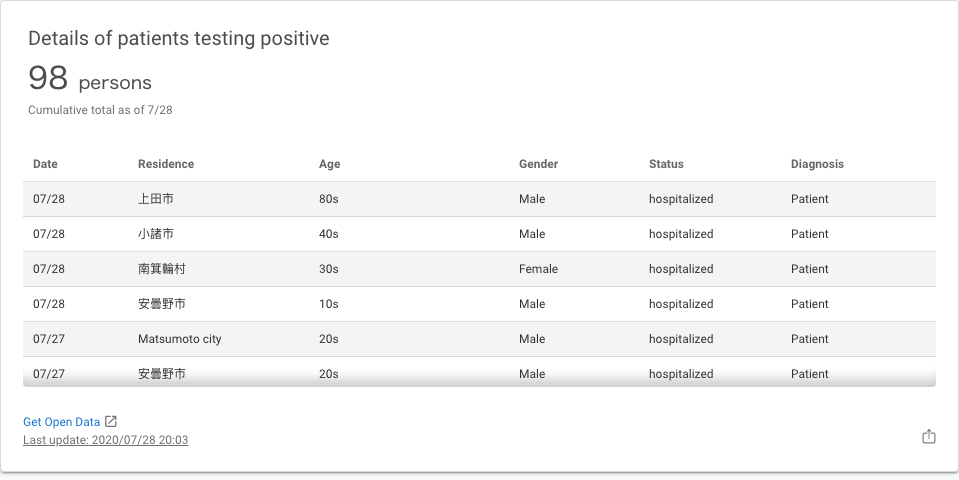 Details of patients testing positive
98 persons
Cumulative total as of 7/28
Date Residence Age Gender Status Diagnosis
07/28 上田市 80s Male hospitalized Patient
07/28 小諸市 40s Male hospitalized Patient
07/28 南箕輪村 30s Female hospitalized Patient
07/28 安曇野市 10s Male hospitalized Patient
07/27 Matsumoto city 20s Male hospitalized Patient
07/27 安曇野市 20s Male hospitalized Patient
Get Open Data
Last update: 2020/07/28 20:03